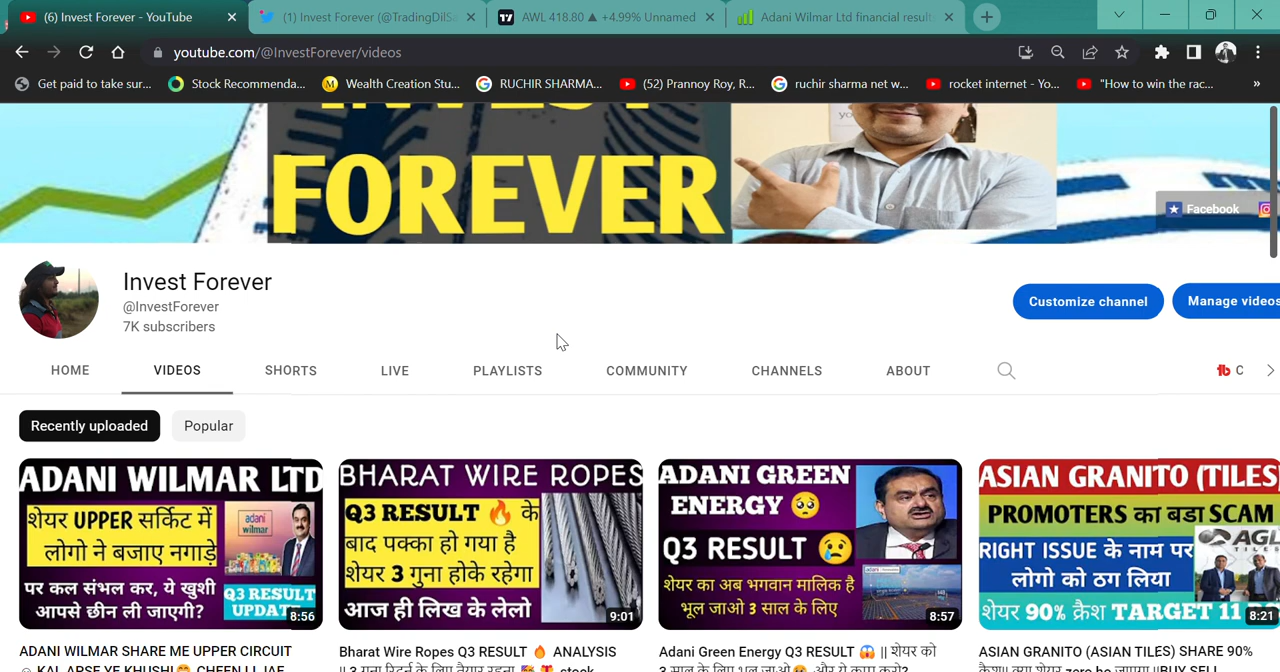 (6) Invest Forever - YouTube
(1) Invest Forever (@TradingDilSe
AWL 418.80 ▲ +4.99% Unnamed
Adani Wilmar Ltd financial results
youtube.com/@InvestForever/videos
Get paid to take sur...
Stock Recommenda...
Wealth Creation Stu...
RUCHIR SHARMA...
(52) Prannoy Roy, R...
ruchir sharma net w...
rocket internet - Yo...
"How to win the rac...
»
FOREVER
Facebook
Invest Forever
@InvestForever
7K subscribers
Customize channel
Manage videos
HOME
VIDEOS
SHORTS
LIVE
PLAYLISTS
COMMUNITY
CHANNELS
ABOUT
C
Recently uploaded
Popular
ADANI WILMAR LTD
शेयर UPPER सर्किट में
लोगो ने बजाए नगाड़े
adani
wilmar
पर कल संभल कर, ये खुशी
आपसे छीन ली जाएगी?
Q3 RESULT
UPDATE
8:56
BHARAT WIRE ROPES
Q3 RESULT 🔥 के
बाद पक्का हो गया है
शेयर 3 गुना होके रहेगा
आज ही लिख के लेलो
9:01
ADANI GREEN
ENERGY 🥺
Q3 RESULT 😢
शेयर का अब भगवान मालिक है
भूल जाओ 3 साल के लिए
8:57
ASIAN GRANITO (TILES)
PROMOTERS का बडा SCAM
RIGHT ISSUE के नाम पर
लोगो को ठग लिया
AGL
TILES
शेयर 90% क्रैश TARGET 11
8:21
ADANI WILMAR SHARE ME UPPER CIRCUIT
Bharat Wire Ropes Q3 RESULT 🔥 ANALYSIS
Adani Green Energy Q3 RESULT 😱 || शेयर को
ASIAN GRANITO (ASIAN TILES) SHARE 90%